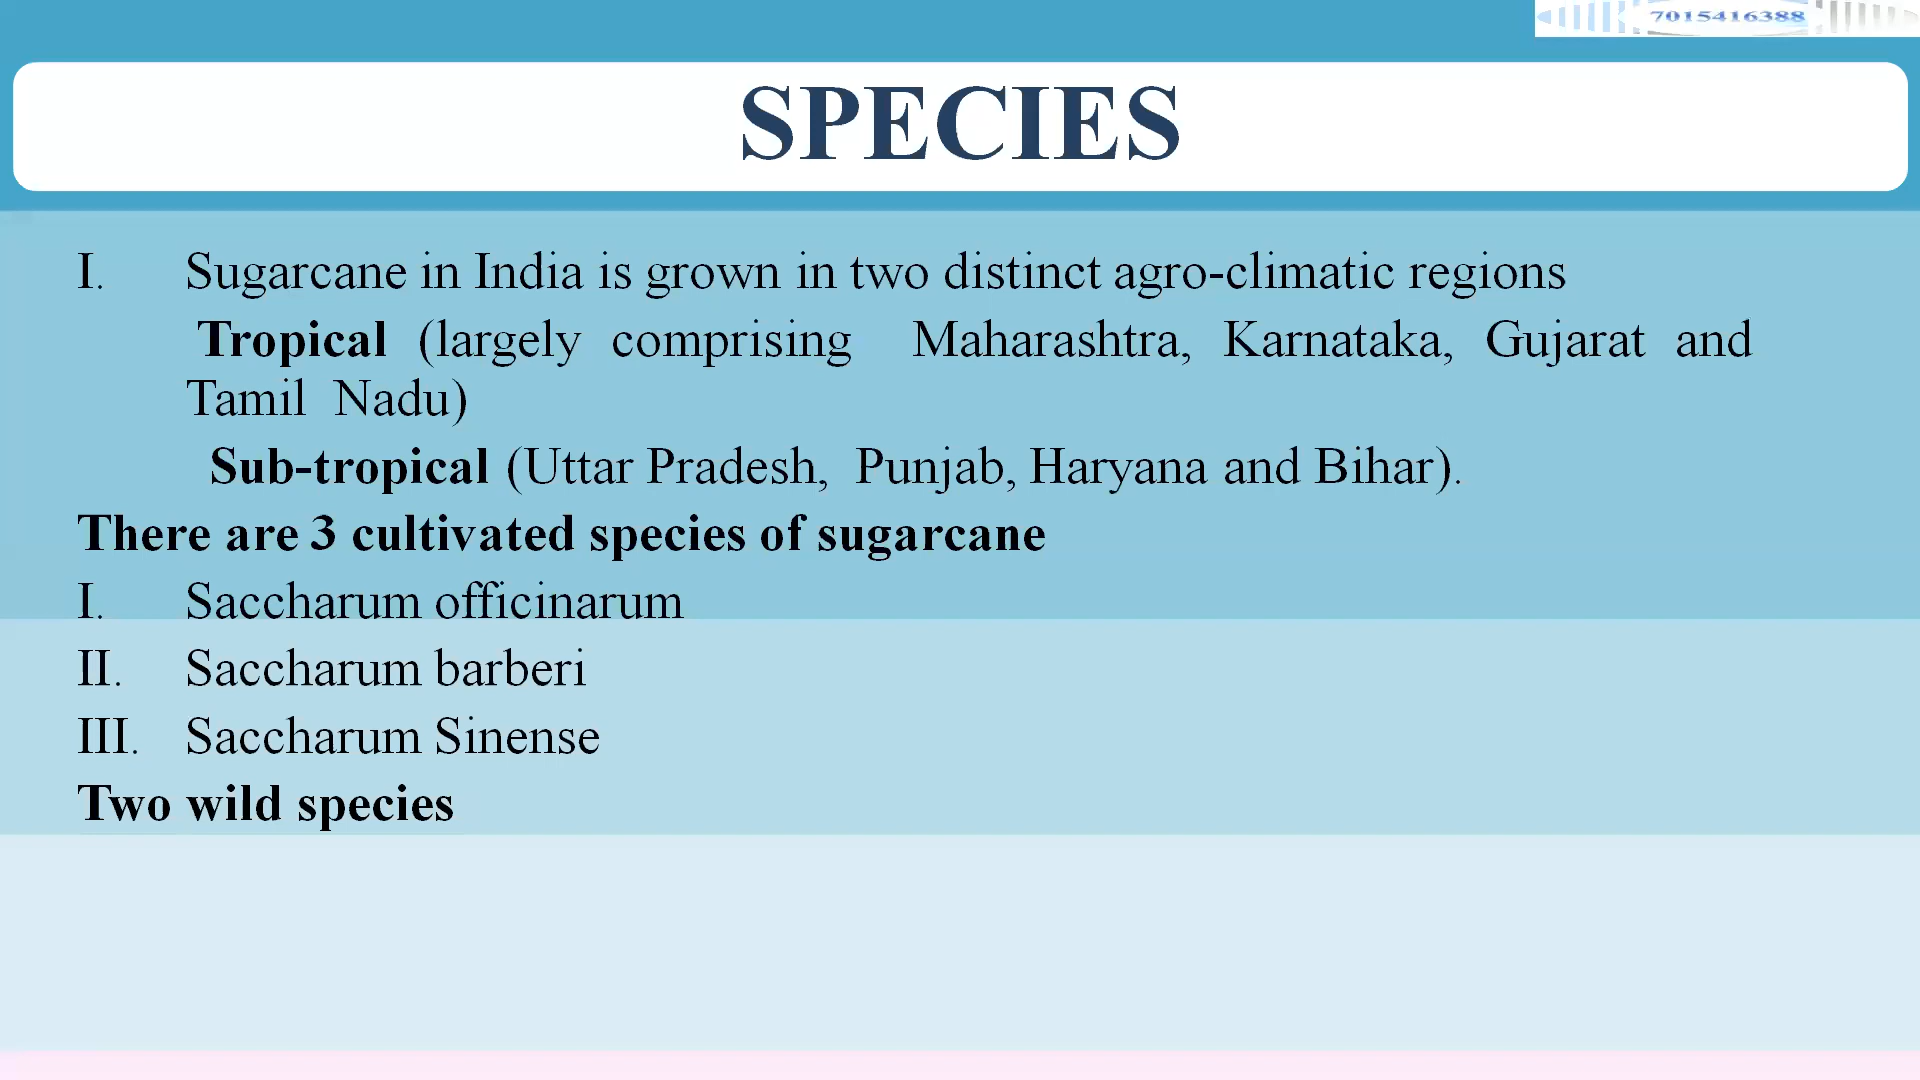 7015416388
SPECIES
I. Sugarcane in India is grown in two distinct agro-climatic regions
Tropical (largely comprising Maharashtra, Karnataka, Gujarat and
Tamil Nadu)
Sub-tropical (Uttar Pradesh, Punjab, Haryana and Bihar).
There are 3 cultivated species of sugarcane
I. Saccharum officinarum
II. Saccharum barberi
III. Saccharum Sinense
Two wild species